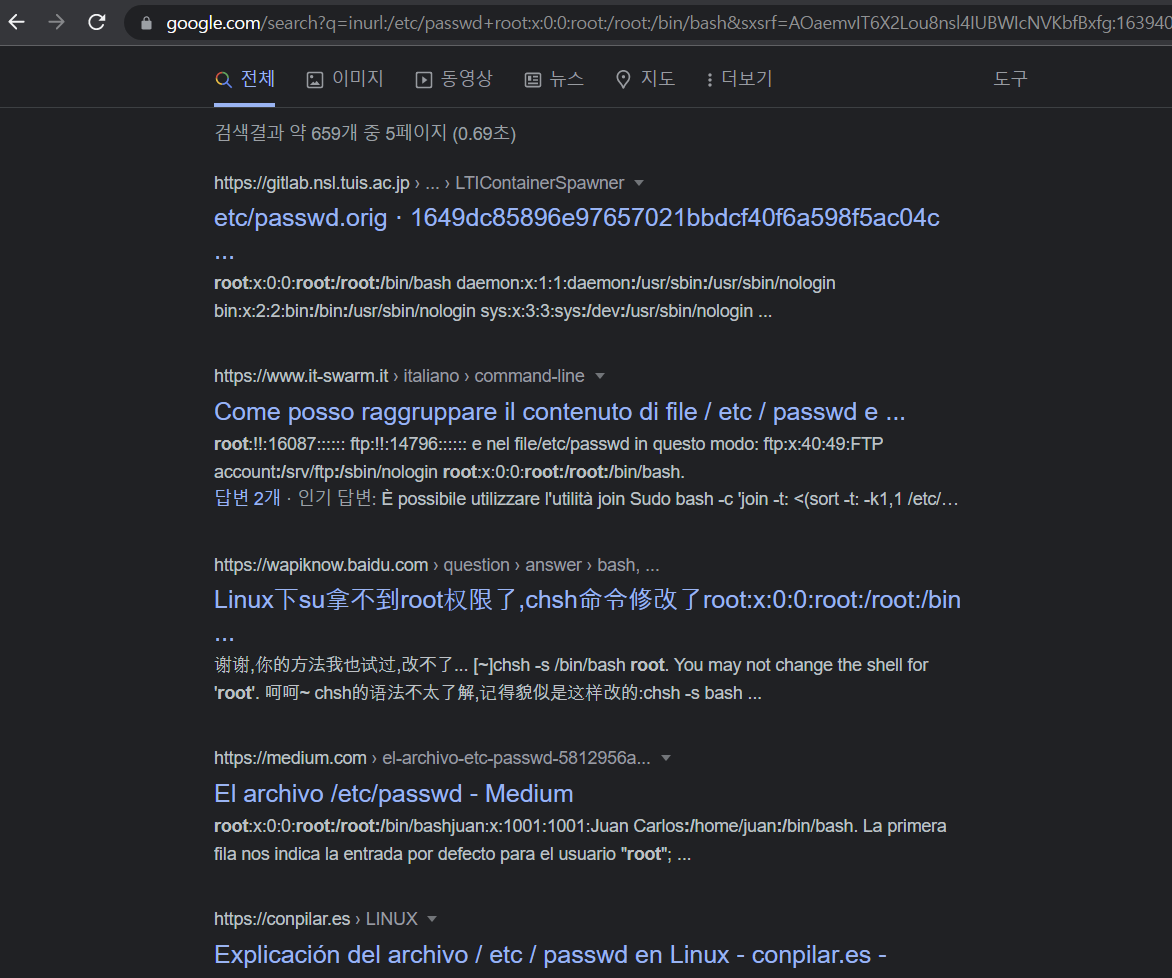 google.com/search?q=inurl:/etc/passwd+root:x:0:0:root:/root:/bin/bash&sxsrf=AOaemvIT6X2Lou8nsl4IUBWIcNVKbfBxfg:163940
전체 이미지 동영상 뉴스 지도 더보기 도구
검색결과 약 659개 중 5페이지 (0.69초)
https://gitlab.nsl.tuis.ac.jp › ... › LTIContainerSpawner
etc/passwd.orig · 1649dc85896e97657021bbdcf40f6a598f5ac04c
...
root:x:0:0:root:/root:/bin/bash daemon:x:1:1:daemon:/usr/sbin:/usr/sbin/nologin
bin:x:2:2:bin:/bin:/usr/sbin/nologin sys:x:3:3:sys:/dev:/usr/sbin/nologin ...
https://www.it-swarm.it › italiano › command-line
Come posso raggruppare il contenuto di file / etc / passwd e ...
root:!!:16087:::::: ftp:!!:14796:::::: e nel file/etc/passwd in questo modo: ftp:x:40:49:FTP
account:/srv/ftp:/sbin/nologin root:x:0:0:root:/root:/bin/bash.
답변 2개 · 인기 답변: È possibile utilizzare l'utilità join Sudo bash -c 'join -t: <(sort -t: -k1,1 /etc/…
https://wapiknow.baidu.com › question › answer › bash, ...
Linux下su拿不到root权限了,chsh命令修改了root:x:0:0:root:/root:/bin
...
谢谢,你的方法我也试过,改不了... [~]chsh -s /bin/bash root. You may not change the shell for
'root'. 呵呵~ chsh的语法不太了解,记得貌似是这样改的:chsh -s bash ...
https://medium.com › el-archivo-etc-passwd-5812956a...
El archivo /etc/passwd - Medium
root:x:0:0:root:/root:/bin/bashjuan:x:1001:1001:Juan Carlos:/home/juan:/bin/bash. La primera
fila nos indica la entrada por defecto para el usuario "root"; ...
https://conpilar.es › LINUX
Explicación del archivo / etc / passwd en Linux - conpilar.es -